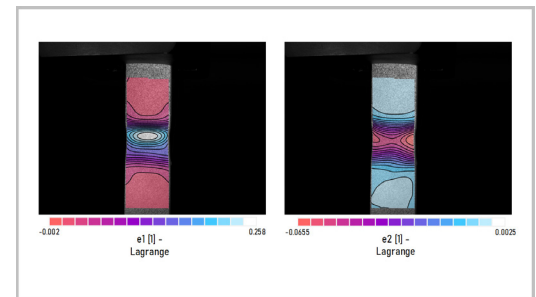 -0.002 0.258
e1 [1] -
Lagrange
-0.0655 0.0025
e2 [1] -
Lagrange